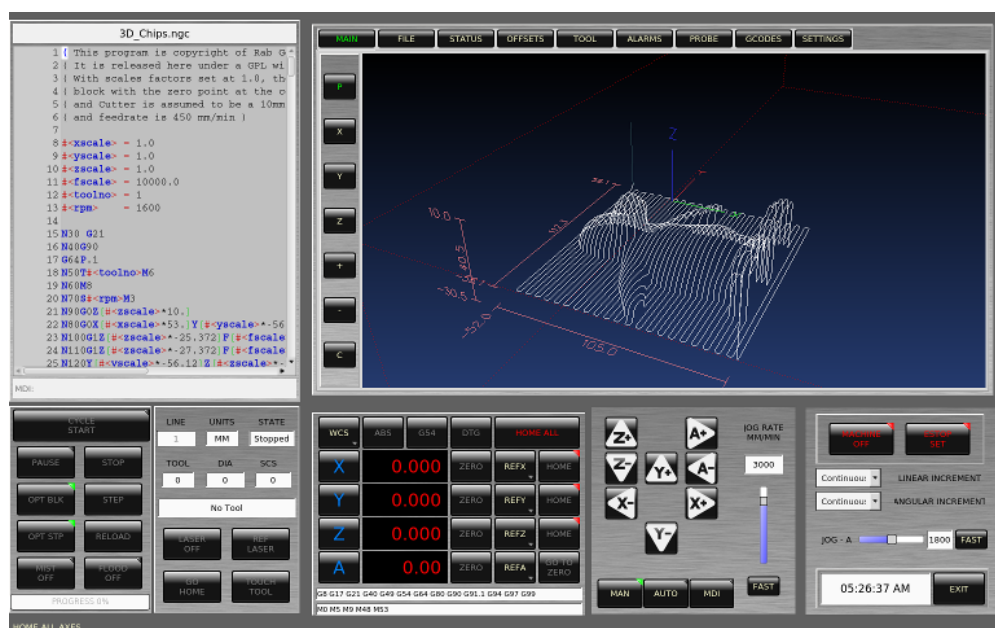 3D_Chips.ngc
1 ( This program is copyright of Rab G
2 ( It is released here under a GPL wi
3 ( With scales factors set at 1.0, th
4 ( block with the zero point at the c
5 ( and Cutter is assumed to be a 10mm
6 ( and feedrate is 450 mm/min )
7
8 #<xscale> = 1.0
9 #<yscale> = 1.0
10 #<zscale> = 1.0
11 #<fscale> = 10000.0
12 #<toolno> = 1
13 #<rpm> = 1600
14
15 N30 G21
16 N40G90
17 G64P.1
18 N50T#<toolno>M6
19 N60M8
20 N70S#<rpm>M3
21 N90G0Z[#<zscale>*10.]
22 N80G0X[#<xscale>*53.]Y[#<yscale>*-56
23 N100G1Z[#<zscale>*-25.372]F[#<fscale
24 N110G1Z[#<zscale>*-27.372]F[#<fscale
25 N120Y[#<yscale>*-56.12]Z[#<zscale>*-
MDI:
MAIN FILE STATUS OFFSETS TOOL ALARMS PROBE GCODES SETTINGS
P
X
Y
Z
+
-
C
Z
10.0
40.5
-30.5
-52.0
105.0
CYCLE
START
PAUSE STOP
OPT BLK STEP
OPT STP RELOAD
MIST
OFF
FLOOD
OFF
PROGRESS 0%
LINE UNITS STATE
1 MM Stopped
TOOL DIA SCS
0 0 0
No Tool
LASER
OFF
REF
LASER
GO
HOME
TOUCH
TOOL
WCS ABS G54 DTG HOME ALL
X 0.000 ZERO REFX HOME
Y 0.000 ZERO REFY HOME
Z 0.000 ZERO REFZ HOME
A 0.00 ZERO REFA GO TO
ZERO
G8 G17 G21 G40 G49 G54 G64 G80 G90 G91.1 G94 G97 G99
M0 M5 M9 M48 M53
Z+ A+
Z- Y+ A-
X- X+
Y-
JOG RATE
MM/MIN
3000
FAST
MAN AUTO MDI
MACHINE
OFF
ESTOP
SET
Continuou: LINEAR INCREMENT
Continuou: ANGULAR INCREMENT
JOG - A 1800 FAST
05:26:37 AM EXIT
HOME ALL AXES